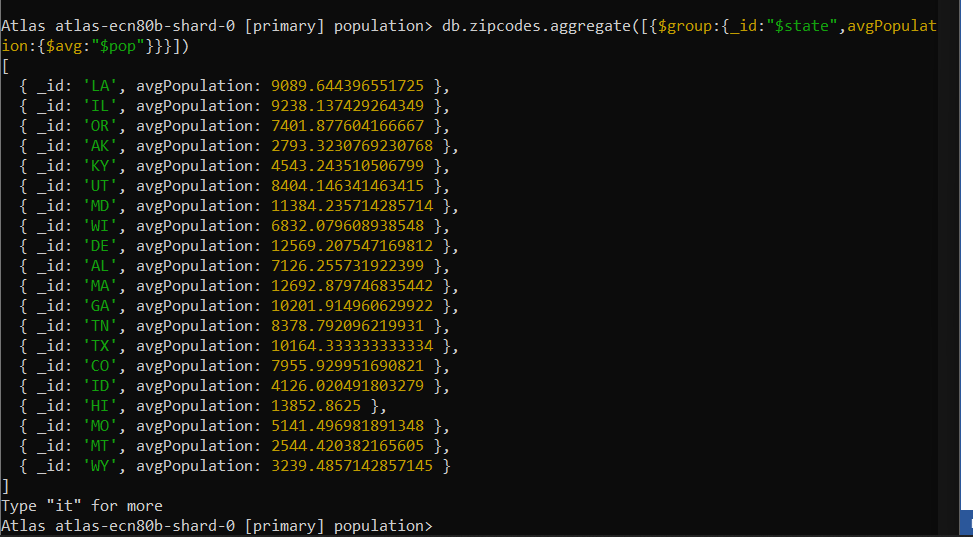 Atlas atlas-ecn80b-shard-0 [primary] population> db.zipcodes.aggregate([{$group:{_id:"$state",avgPopulat
ion:{$avg:"$pop"}}}])
[
  { _id: 'LA', avgPopulation: 9089.644396551725 },
  { _id: 'IL', avgPopulation: 9238.137429264349 },
  { _id: 'OR', avgPopulation: 7401.877604166667 },
  { _id: 'AK', avgPopulation: 2793.3230769230768 },
  { _id: 'KY', avgPopulation: 4543.243510506799 },
  { _id: 'UT', avgPopulation: 8404.146341463415 },
  { _id: 'MD', avgPopulation: 11384.235714285714 },
  { _id: 'WI', avgPopulation: 6832.079608938548 },
  { _id: 'DE', avgPopulation: 12569.207547169812 },
  { _id: 'AL', avgPopulation: 7126.255731922399 },
  { _id: 'MA', avgPopulation: 12692.879746835442 },
  { _id: 'GA', avgPopulation: 10201.914960629922 },
  { _id: 'TN', avgPopulation: 8378.792096219931 },
  { _id: 'TX', avgPopulation: 10164.333333333334 },
  { _id: 'CO', avgPopulation: 7955.929951690821 },
  { _id: 'ID', avgPopulation: 4126.020491803279 },
  { _id: 'HI', avgPopulation: 13852.8625 },
  { _id: 'MO', avgPopulation: 5141.496981891348 },
  { _id: 'MT', avgPopulation: 2544.420382165605 },
  { _id: 'WY', avgPopulation: 3239.4857142857145 }
]
Type "it" for more
Atlas atlas-ecn80b-shard-0 [primary] population>